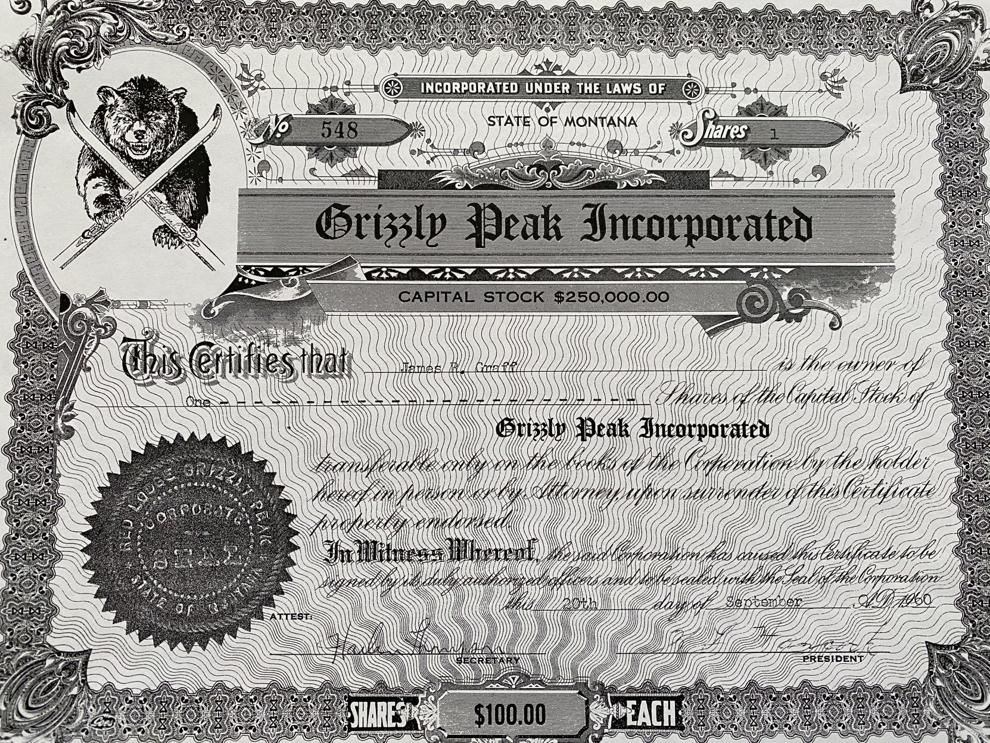 INCORPORATED UNDER THE LAWS OF
STATE OF MONTANA
No 548
Shares 1
Grizzly Peak Incorporated
CAPITAL STOCK $250,000.00
This Certifies that James R. Graff is the owner of
One Shares of the Capital Stock of
Grizzly Peak Incorporated
transferable only on the books of the Corporation by the holder
hereof in person or by Attorney, upon surrender of this Certificate
properly endorsed.
In Witness Whereof, the said Corporation has caused this Certificate to be
signed by its duly authorized officers and to be sealed with the Seal of the Corporation
this 20th day of September A.D. 1960
RED LODGE GRIZZLY PEAK
CORPORATE
SEAL
STATE OF MONTANA
ATTEST:
SECRETARY
PRESIDENT
SHARES $100.00 EACH